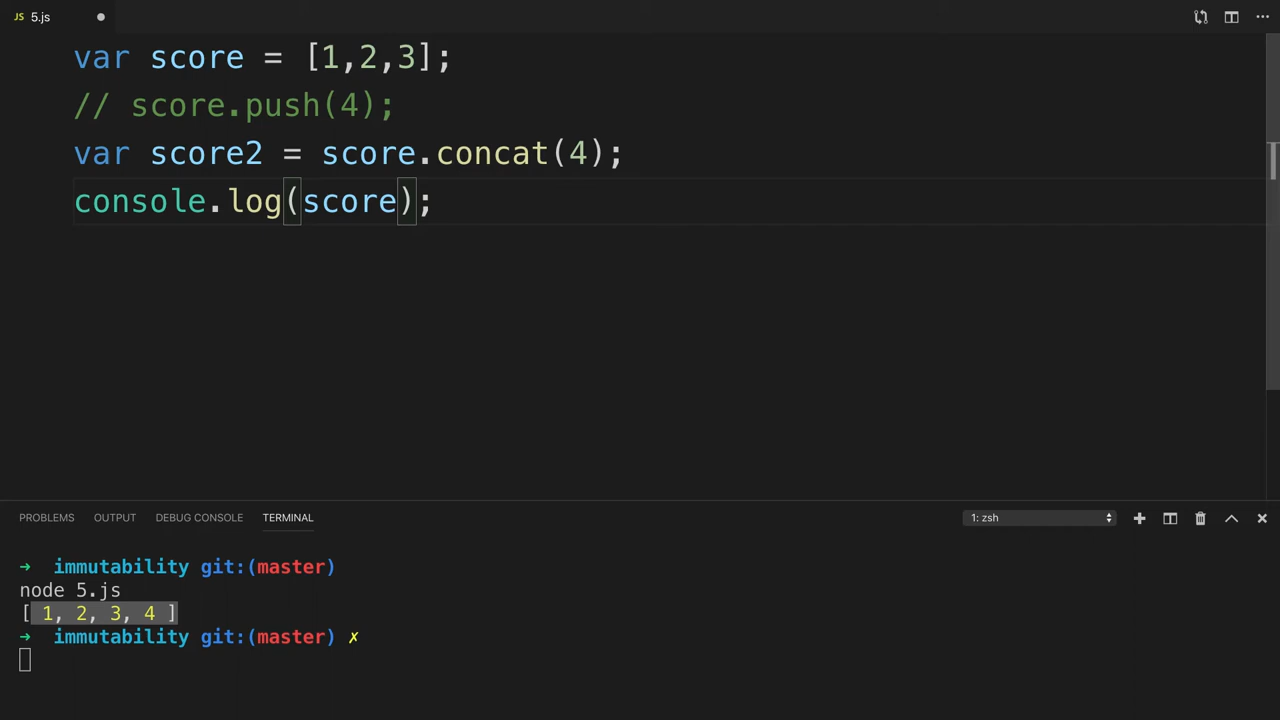 JS 5.js
var score = [1,2,3];
// score.push(4);
var score2 = score.concat(4);
console.log(score);
PROBLEMS OUTPUT DEBUG CONSOLE TERMINAL 1: zsh
➜ immutability git:(master)
node 5.js
[ 1, 2, 3, 4 ]
➜ immutability git:(master) ✗